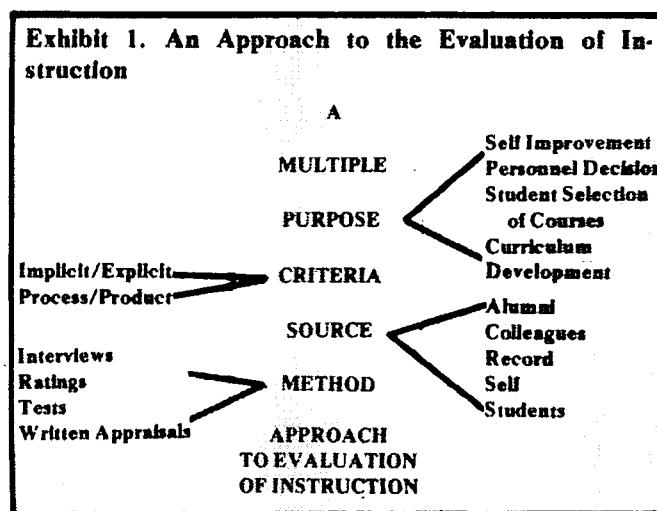 Exhibit 1. An Approach to the Evaluation of In-
struction
A
MULTIPLE
PURPOSE
Self Improvement
Personnel Decision
Student Selection
of Courses
Curriculum
Development
Implicit/Explicit
Process/Product
CRITERIA
SOURCE
Alumni
Colleagues
Record
Self
Students
Interviews
Ratings
Tests
Written Appraisals
METHOD
APPROACH
TO EVALUATION
OF INSTRUCTION